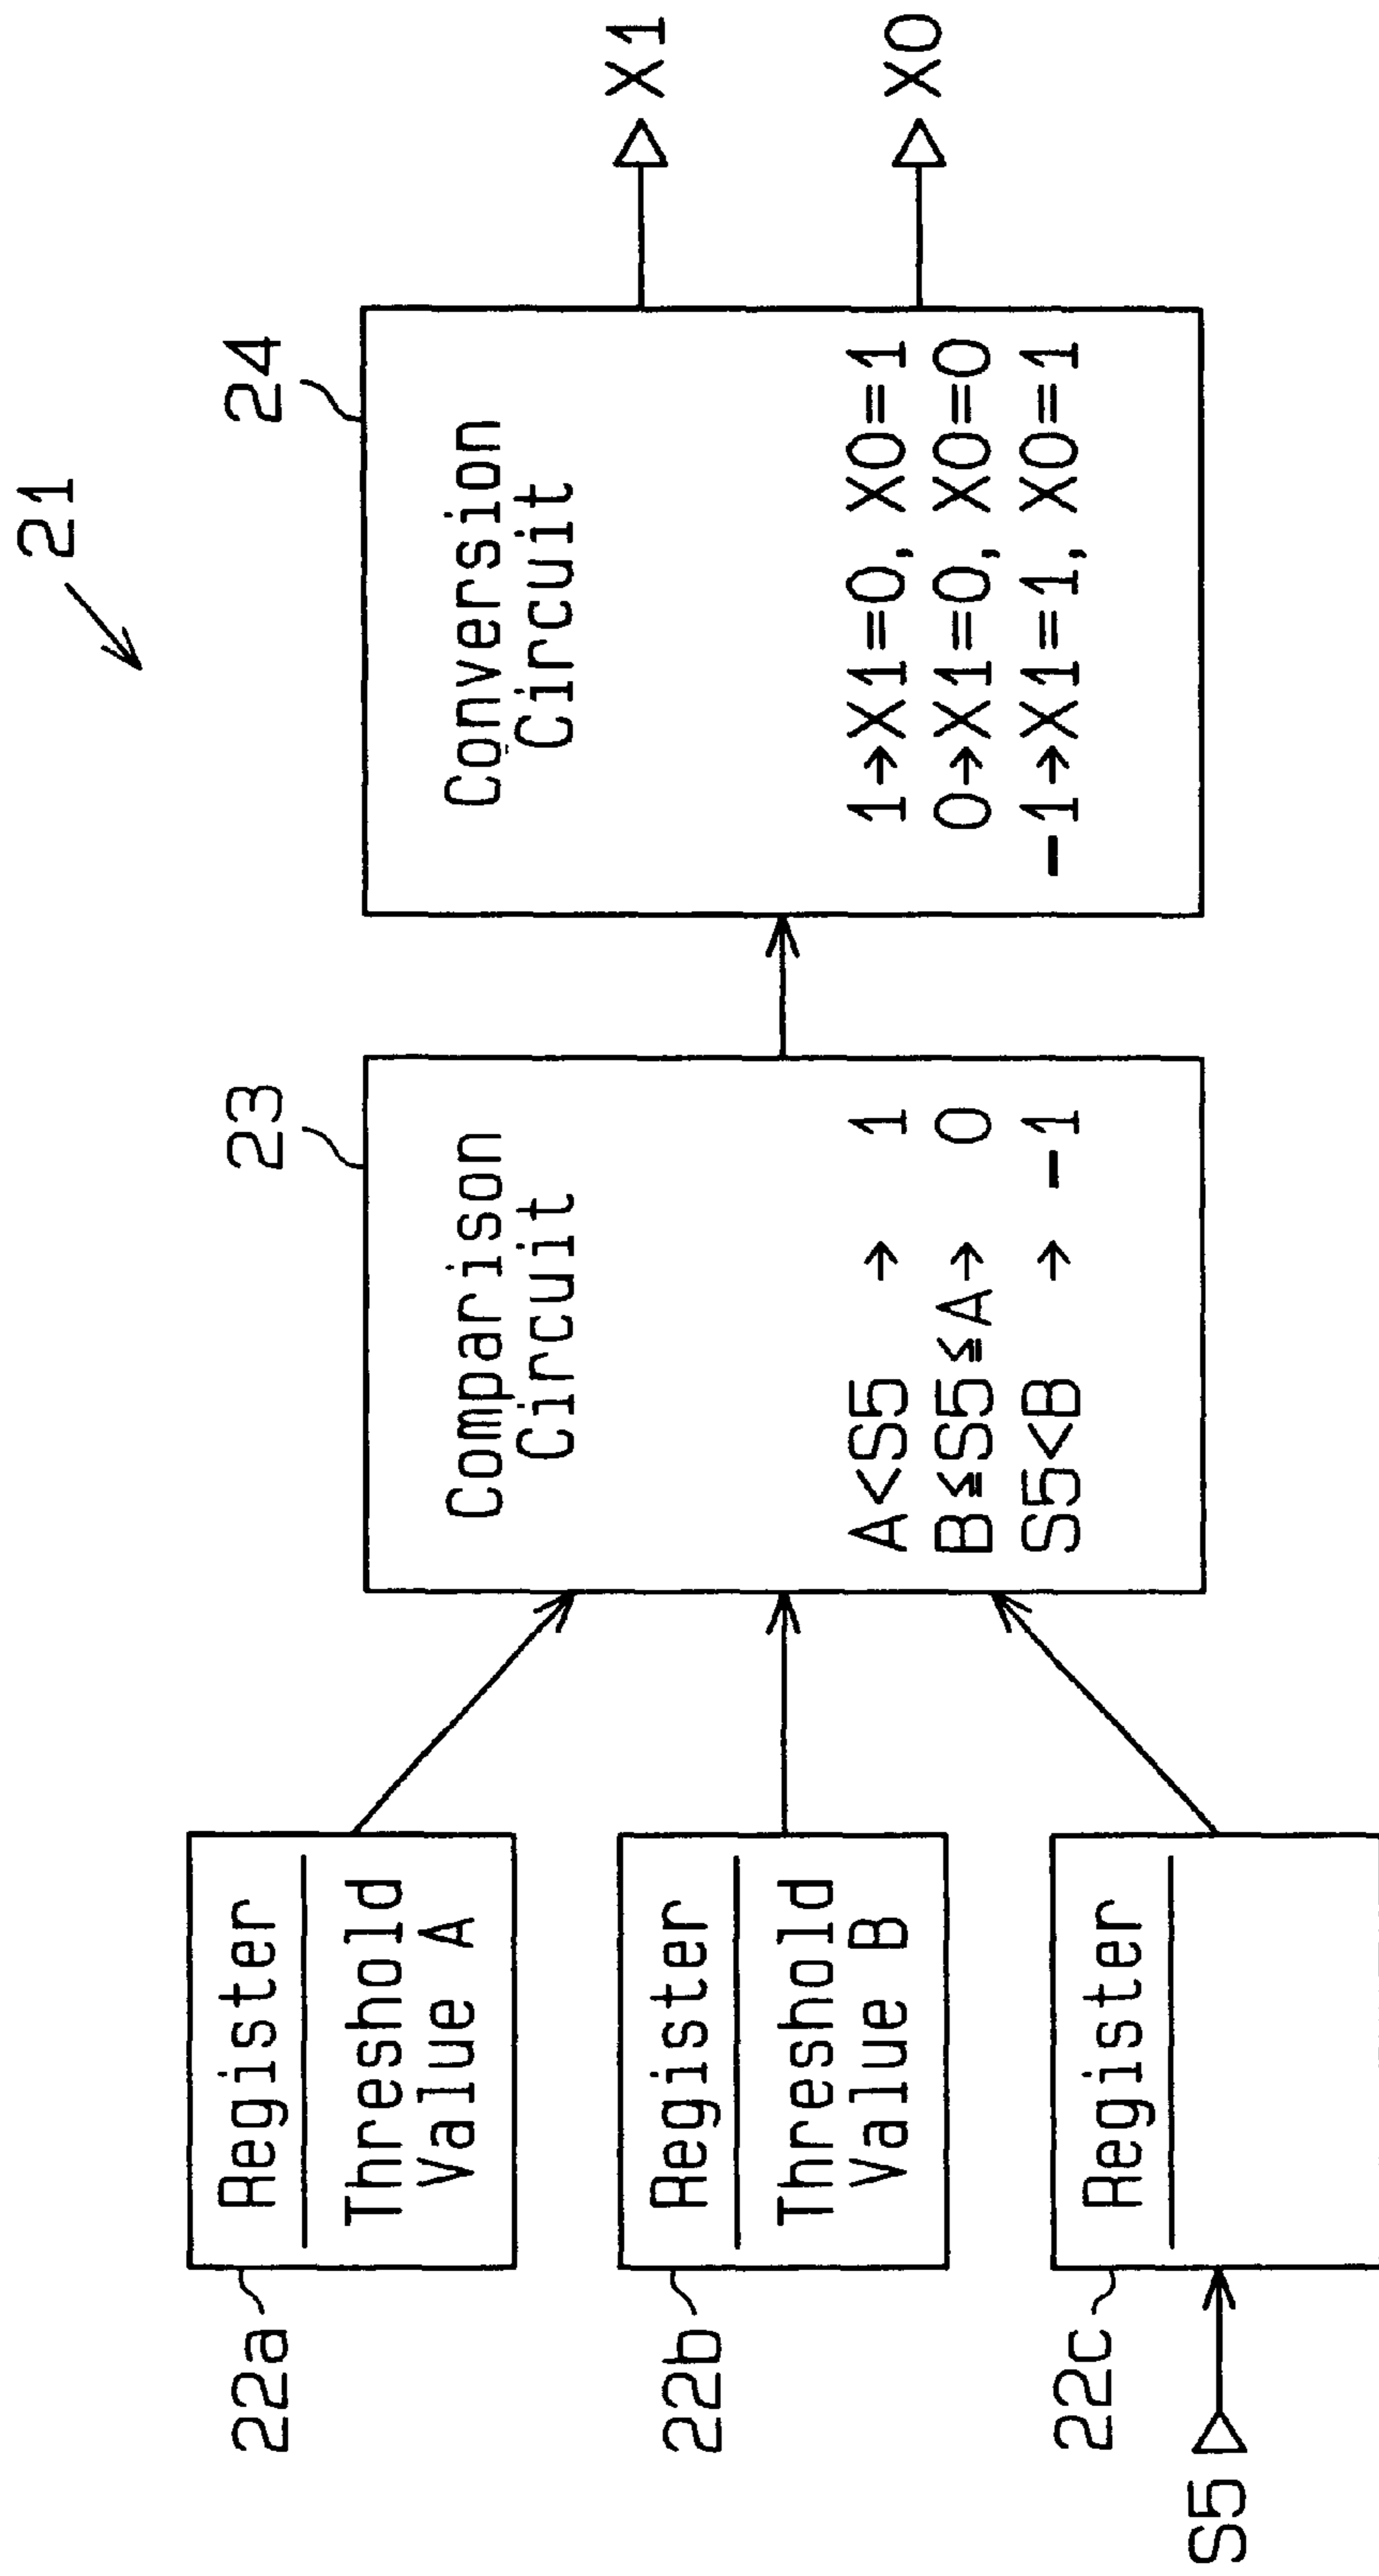 21
22a
Register
Threshold
Value A
22b
Register
Threshold
Value B
22c
Register
S5
23
Comparison
Circuit
A<S5 → 1
B≦S5≦A→ 0
S5<B → -1
24
Conversion
Circuit
1→X1=0, X0=1
0→X1=0, X0=0
-1→X1=1, X0=1
X1
X0